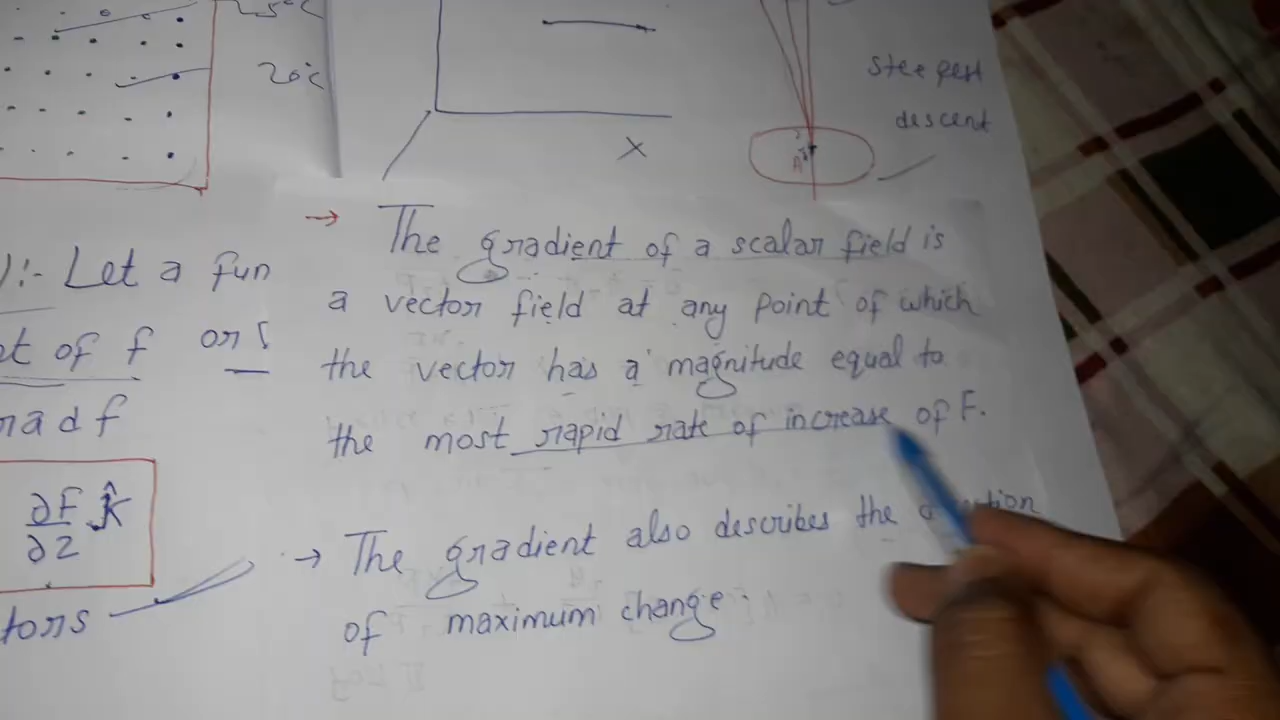 25°C
20°C
X
steepest
descent
A
→ The gradient of a scalar field is
a vector field at any point of which
the vector has a magnitude equal to
the most rapid rate of increase of F.
→ The gradient also describes the
of maximum change.
):- Let a fun
of f or
rad f
∂F/∂z k̂
tors